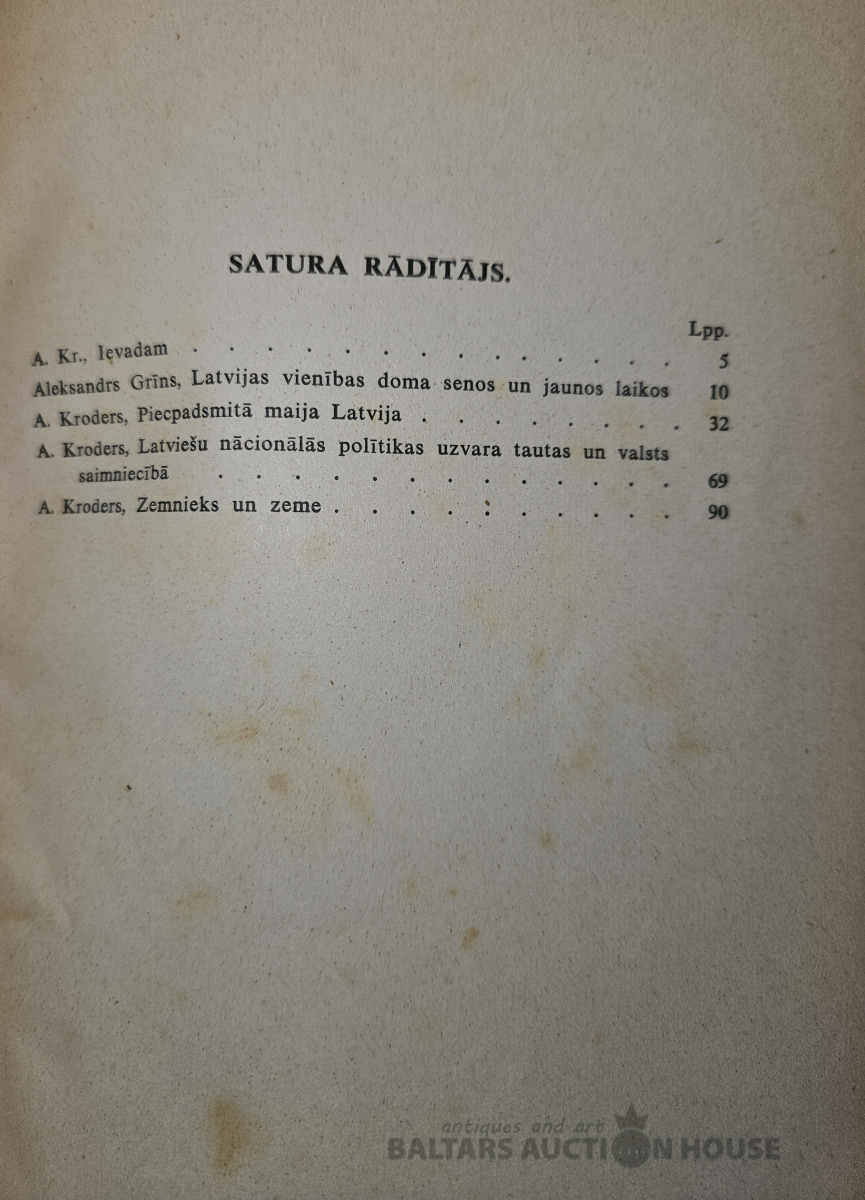 SATURA RĀDĪTĀJS.
Lpp.
A. Kr., Ievadam . . . . . . . . . . . . . 5
Aleksandrs Grīns, Latvijas vienības doma senos un jaunos laikos 10
A. Kroders, Piecpadsmitā maija Latvija . . . . . . . . 32
A. Kroders, Latviešu nācionālās polītikas uzvara tautas un valsts
saimniecībā . . . . . . . . . . . . 69
A. Kroders, Zemnieks un zeme . . . . : . . . . . 90
antiques and art
BALTARS AUCTION HOUSE